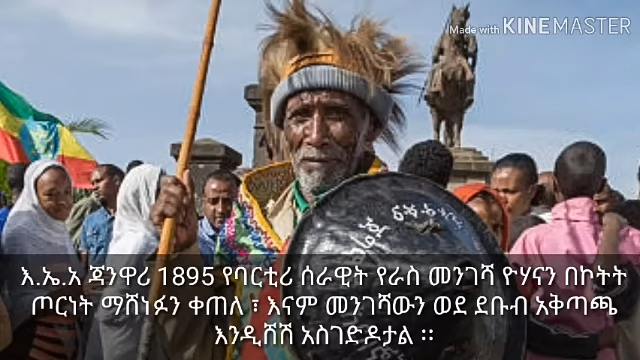 Made with KINEMASTER
እ.ኤ.አ ጃንዋሪ 1895 የባርቲሪ ሰራዊት የራስ መንገሻ ዮሃናን በኮትት
ጦርነት ማሸነፉን ቀጠለ ፣ እናም መንገሻውን ወደ ደቡብ አቅጣጫ
እንዲሸሽ አስገድዶታል ፡፡